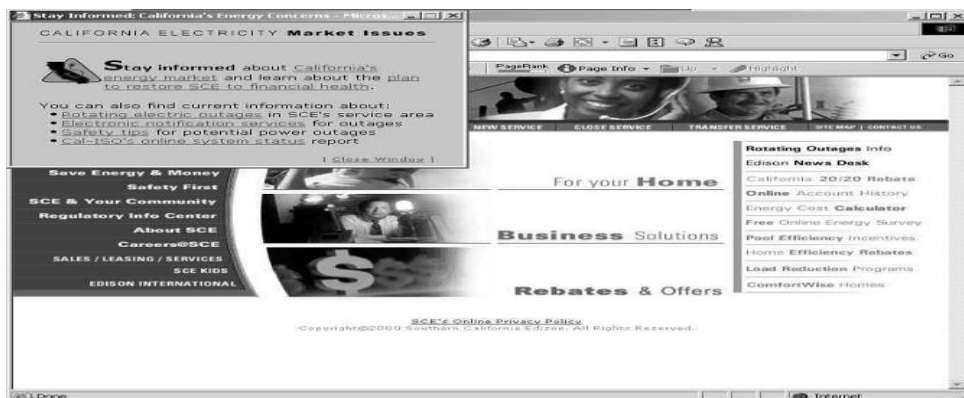 Stay Informed: California's Energy Concerns - Micros...
CALIFORNIA ELECTRICITY Market Issues
Stay informed about California's
energy market and learn about the plan
to restore SCE to financial health.
You can also find current information about:
• Rotating electric outages in SCE's service area
• Electronic notification services for outages
• Safety tips for potential power outages
• Cal-ISO's online system status report
| Close Window |
Go
PageRank Page Info Up Highlight
NEW SERVICE CLOSE SERVICE TRANSFER SERVICE SITE MAP | CONTACT US
Save Energy & Money
Safety First
SCE & Your Community
Regulatory Info Center
About SCE
Careers@SCE
SALES / LEASING / SERVICES
SCE KIDS
EDISON INTERNATIONAL
For your Home
Business Solutions
$
Rebates & Offers
Rotating Outages Info
Edison News Desk
California 20/20 Rebate
Online Account History
Energy Cost Calculator
Free Online Energy Survey
Pool Efficiency Incentives
Home Efficiency Rebates
Load Reduction Programs
ComfortWise Homes
SCE's Online Privacy Policy
Copyright©2000 Southern California Edison. All Rights Reserved.
Done
Internet